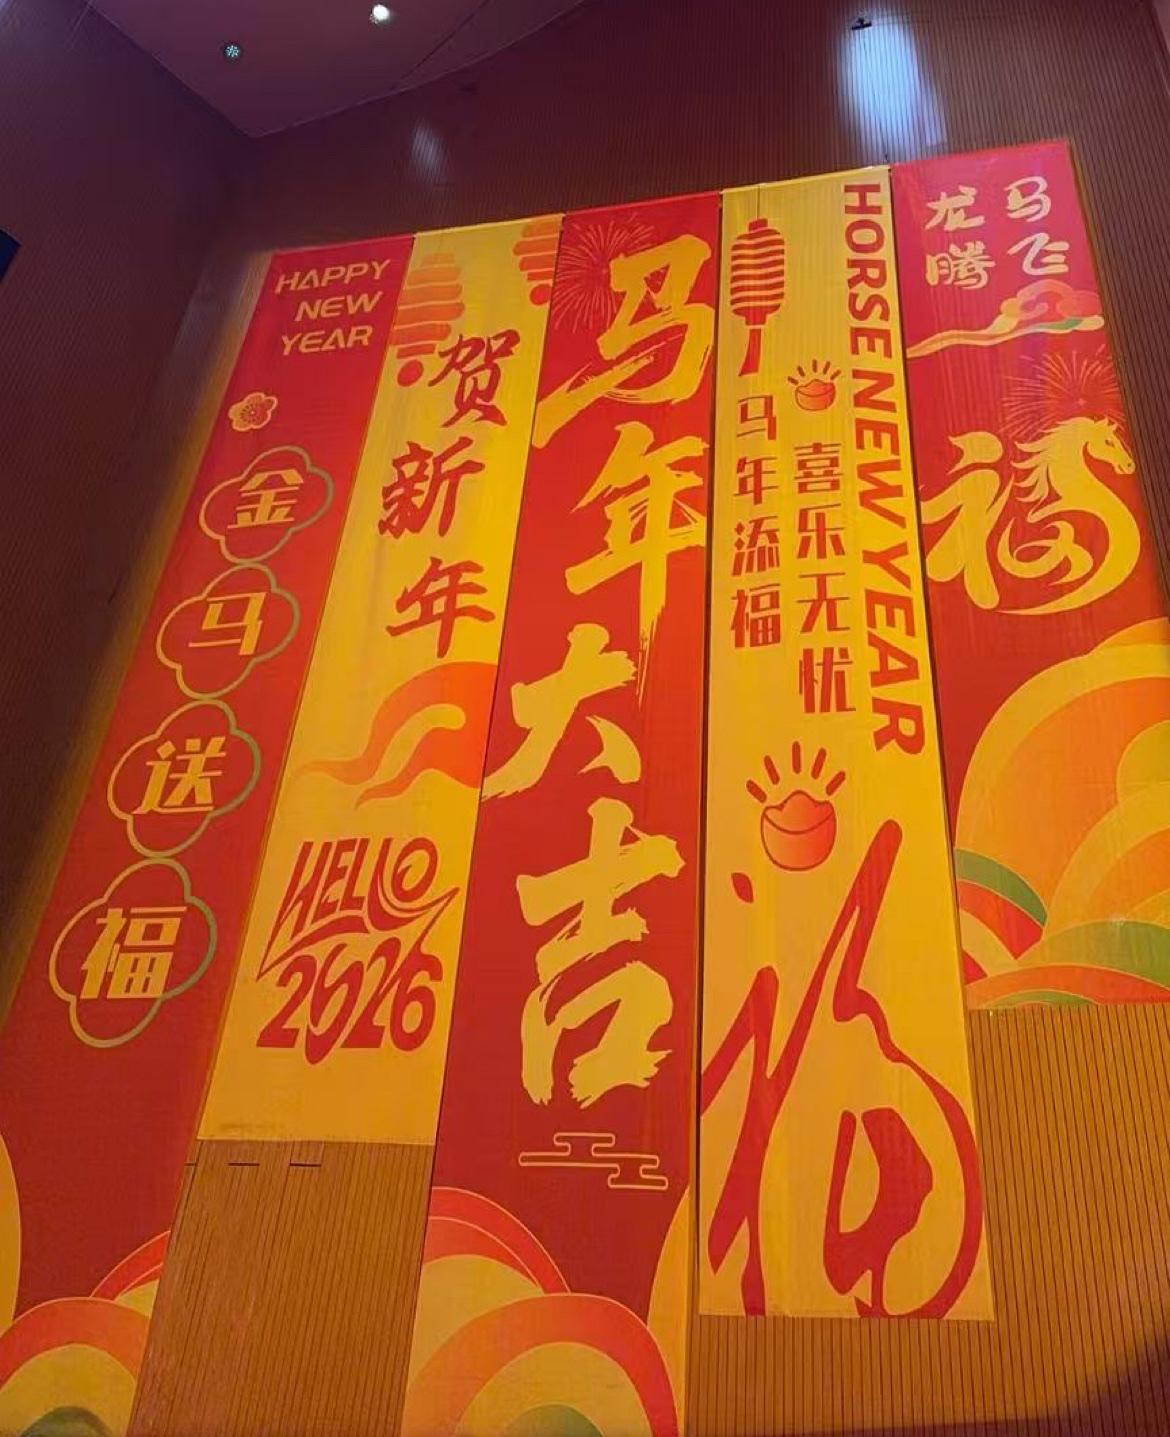 HAPPY
NEW
YEAR
金马送福
贺新年
HELLO
2026
马年大吉
马年添福
喜乐无忧
HORSE NEW YEAR
福
龙马
腾飞
福